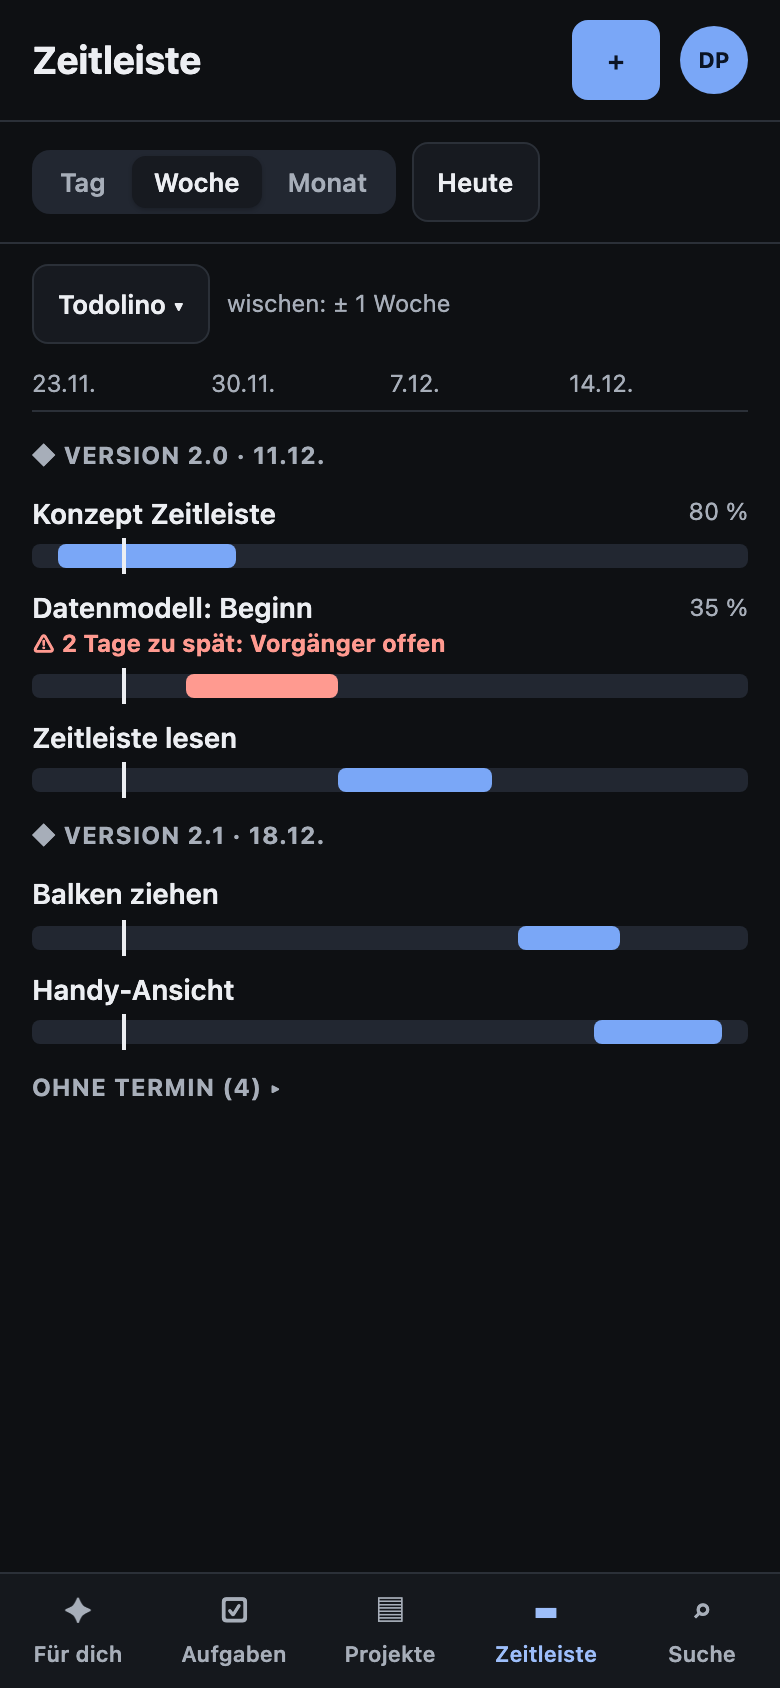 Zeitleiste + DP
Tag Woche Monat Heute
Todolino ▾ wischen: ± 1 Woche
23.11. 30.11. 7.12. 14.12.
◆ VERSION 2.0 · 11.12.
Konzept Zeitleiste 80 %
Datenmodell: Beginn 35 %
⚠ 2 Tage zu spät: Vorgänger offen
Zeitleiste lesen
◆ VERSION 2.1 · 18.12.
Balken ziehen
Handy-Ansicht
OHNE TERMIN (4) ▸
Für dich Aufgaben Projekte Zeitleiste Suche